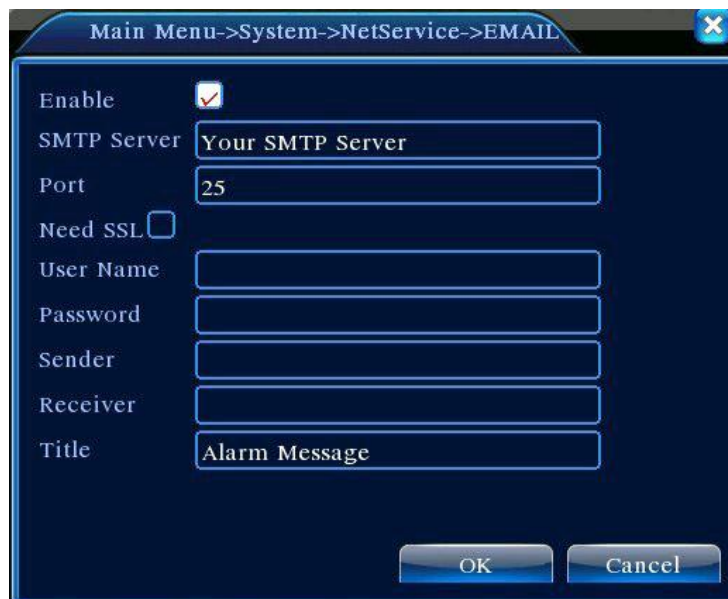 Main Menu->System->NetService->EMAIL
Enable
SMTP Server Your SMTP Server
Port 25
Need SSL
User Name
Password
Sender
Receiver
Title Alarm Message
OK Cancel